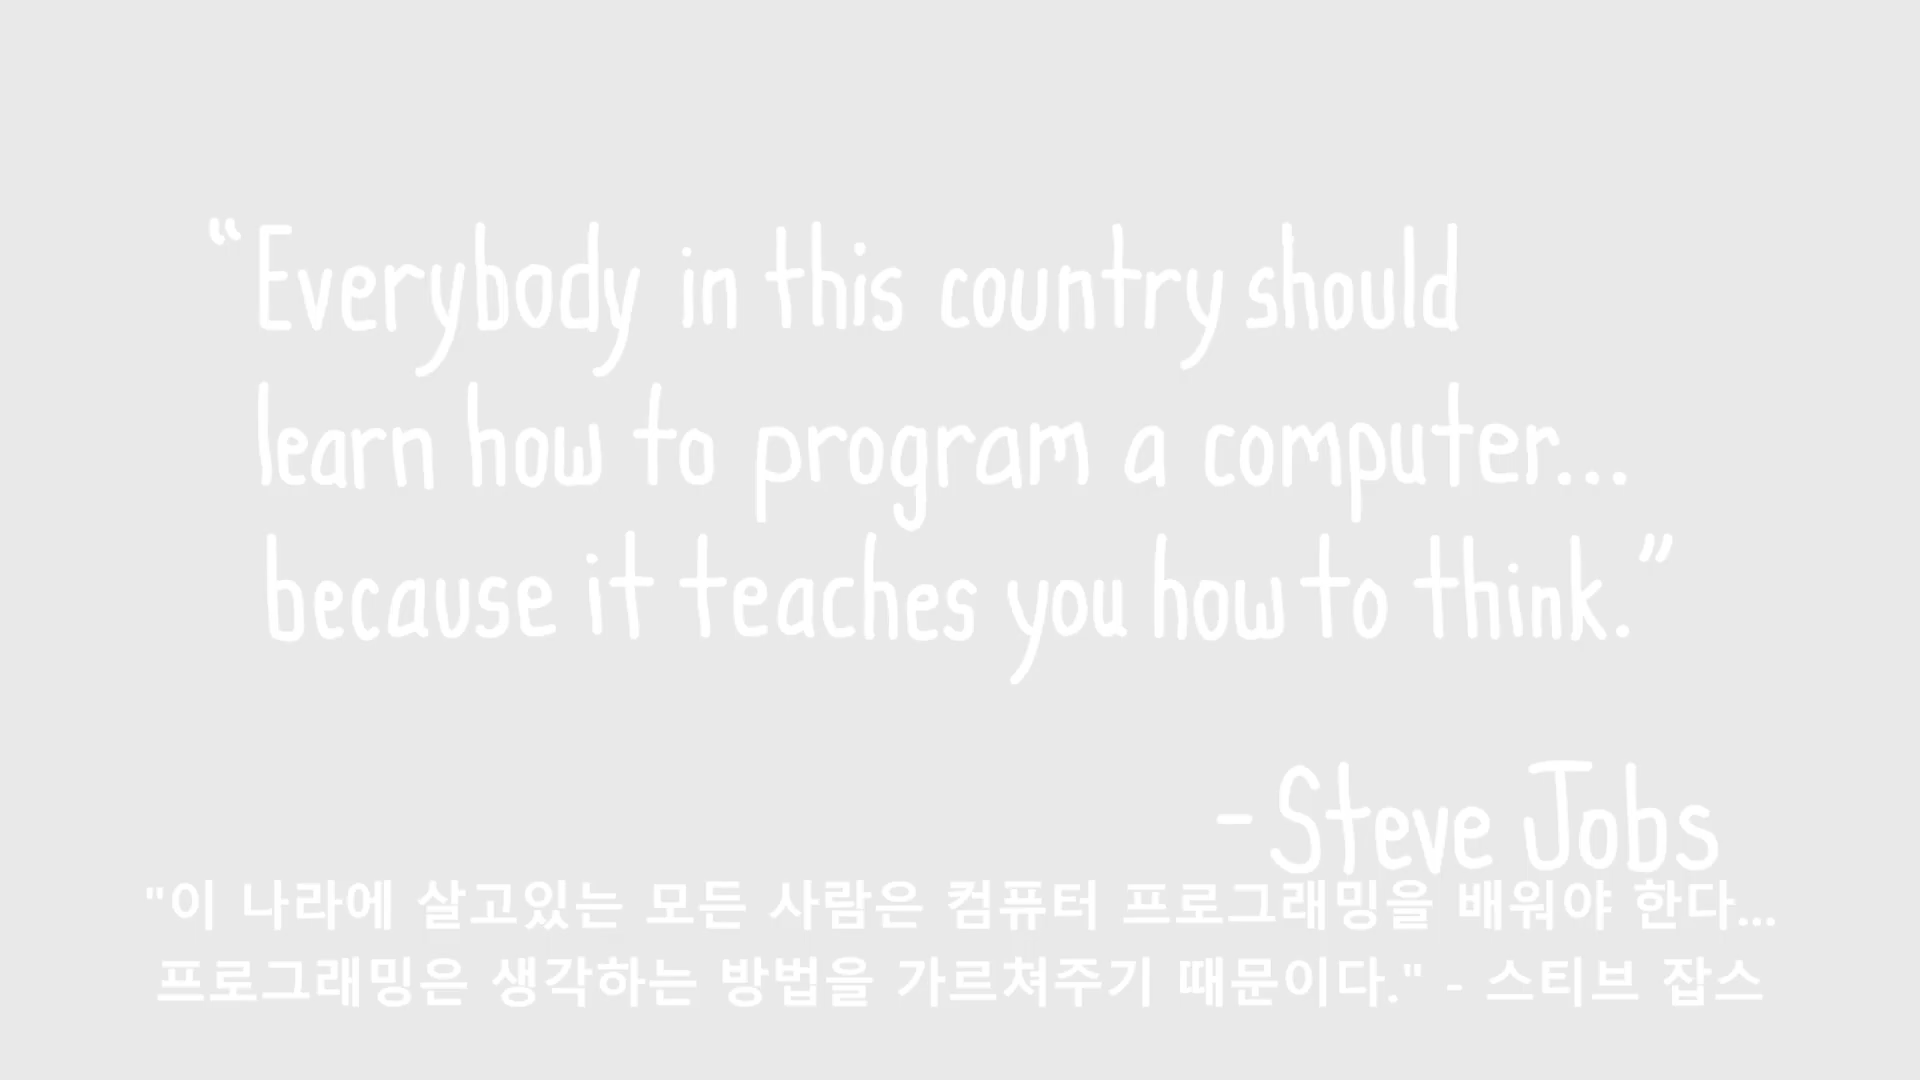 “Everybody in this country should
learn how to program a computer...
because it teaches you how to think.”
-Steve Jobs
"이 나라에 살고있는 모든 사람은 컴퓨터 프로그래밍을 배워야 한다...
프로그래밍은 생각하는 방법을 가르쳐주기 때문이다." - 스티브 잡스